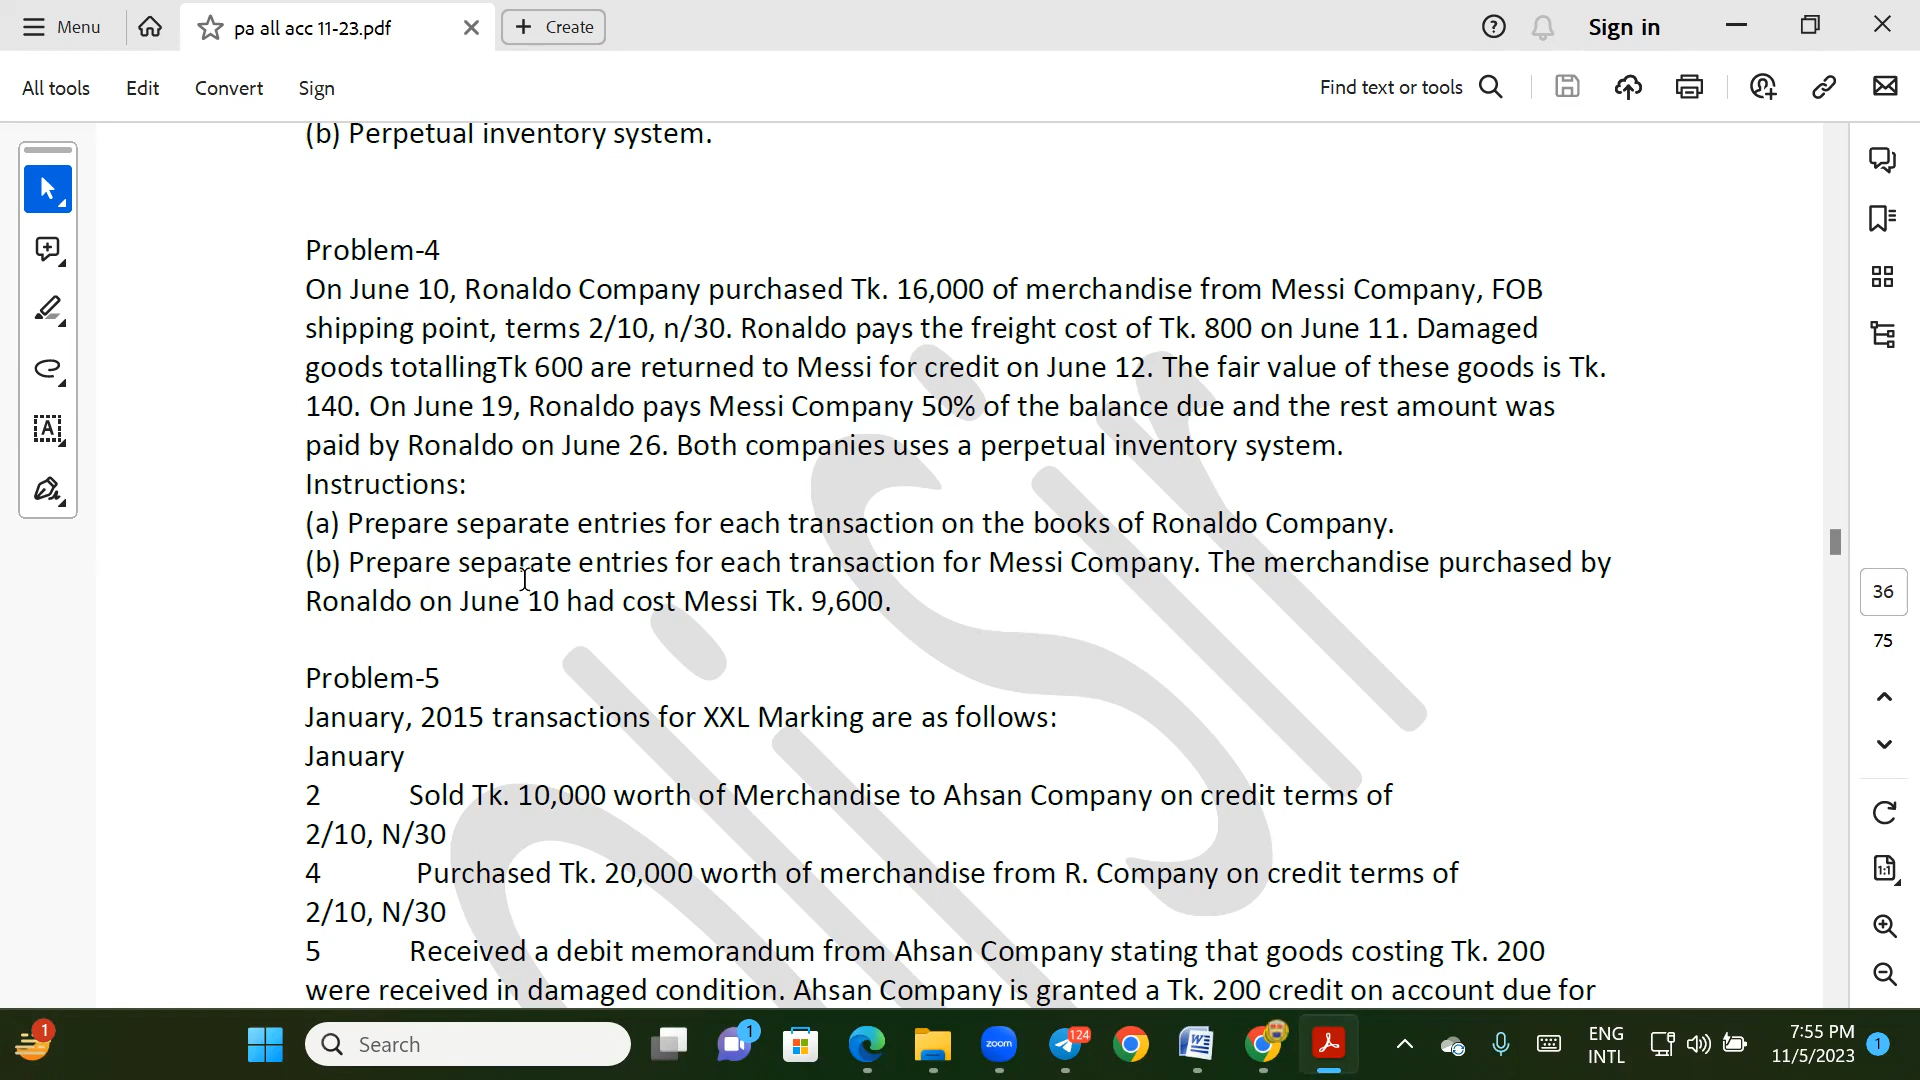 Menu
pa all acc 11-23.pdf
Create
Sign in
All tools
Edit
Convert
Sign
Find text or tools
(b) Perpetual inventory system.
Problem-4
On June 10, Ronaldo Company purchased Tk. 16,000 of merchandise from Messi Company, FOB
shipping point, terms 2/10, n/30. Ronaldo pays the freight cost of Tk. 800 on June 11. Damaged
goods totallingTk 600 are returned to Messi for credit on June 12. The fair value of these goods is Tk.
140. On June 19, Ronaldo pays Messi Company 50% of the balance due and the rest amount was
paid by Ronaldo on June 26. Both companies uses a perpetual inventory system.
Instructions:
(a) Prepare separate entries for each transaction on the books of Ronaldo Company.
(b) Prepare separate entries for each transaction for Messi Company. The merchandise purchased by
Ronaldo on June 10 had cost Messi Tk. 9,600.
Problem-5
January, 2015 transactions for XXL Marking are as follows:
January
2 Sold Tk. 10,000 worth of Merchandise to Ahsan Company on credit terms of
2/10, N/30
4 Purchased Tk. 20,000 worth of merchandise from R. Company on credit terms of
2/10, N/30
5 Received a debit memorandum from Ahsan Company stating that goods costing Tk. 200
were received in damaged condition. Ahsan Company is granted a Tk. 200 credit on account due for
36
75
1:1
1
Search
1
zoom
124
ENG
INTL
7:55 PM
11/5/2023
1